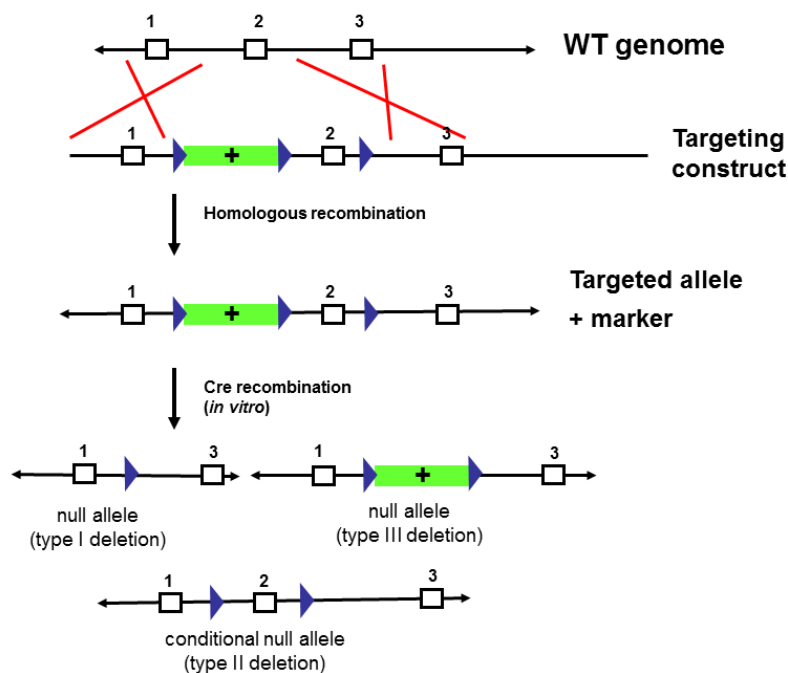 1 2 3
WT genome
1 + 2 3
Targeting
construct
Homologous recombination
1 + 2 3
Targeted allele
+ marker
Cre recombination
(in vitro)
1 3
1 + 3
null allele
(type I deletion)
null allele
(type III deletion)
1 2 3
conditional null allele
(type II deletion)